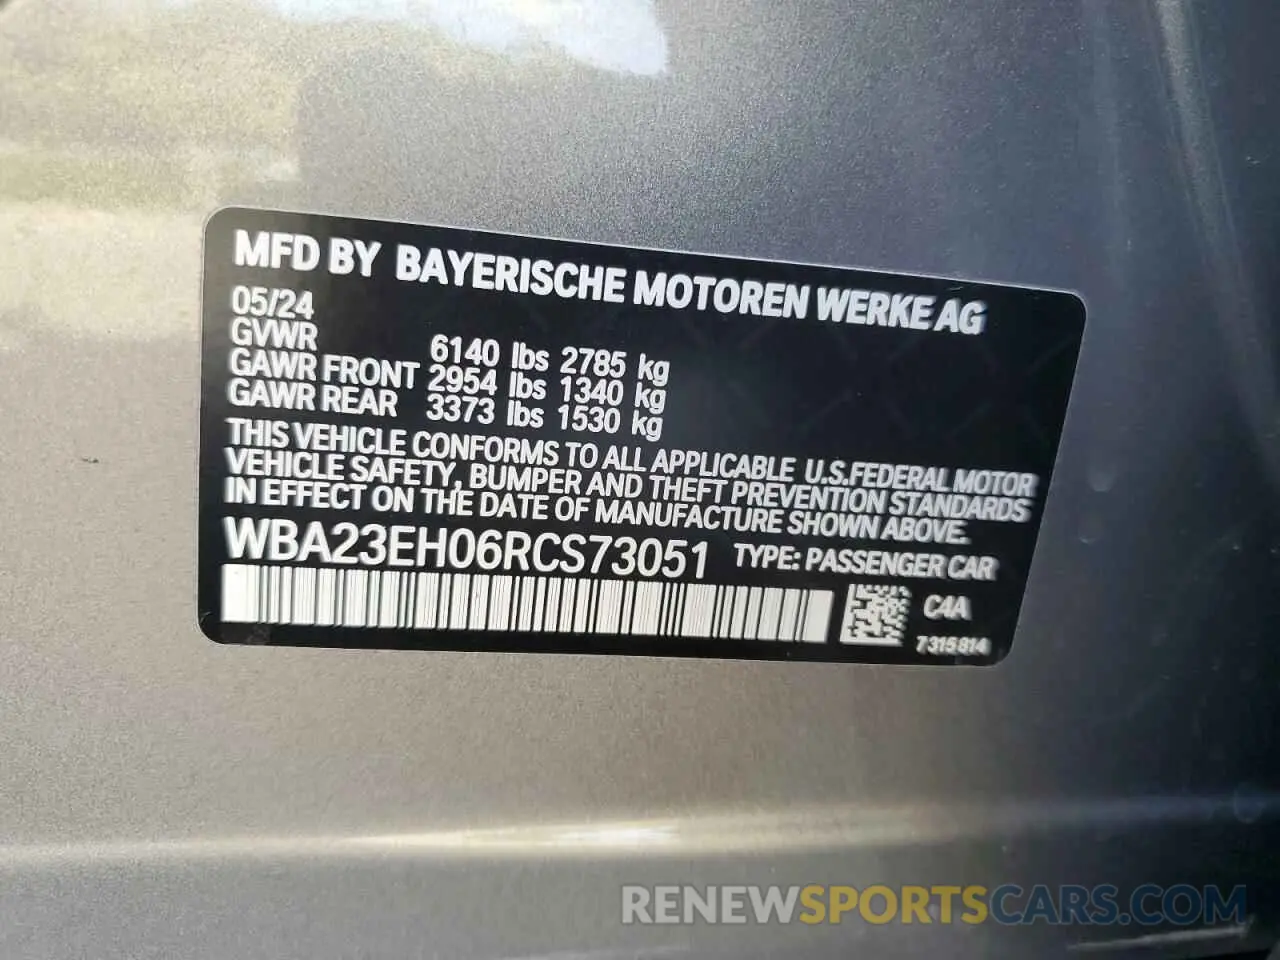 MFD BY BAYERISCHE MOTOREN WERKE AG
05/24
GVWR 6140 lbs 2785 kg
GAWR FRONT 2954 lbs 1340 kg
GAWR REAR 3373 lbs 1530 kg
THIS VEHICLE CONFORMS TO ALL APPLICABLE U.S.FEDERAL MOTOR
VEHICLE SAFETY, BUMPER AND THEFT PREVENTION STANDARDS
IN EFFECT ON THE DATE OF MANUFACTURE SHOWN ABOVE.
WBA23EH06RCS73051 TYPE: PASSENGER CAR
C4A
7315814
RENEWSPORTSCARS.COM